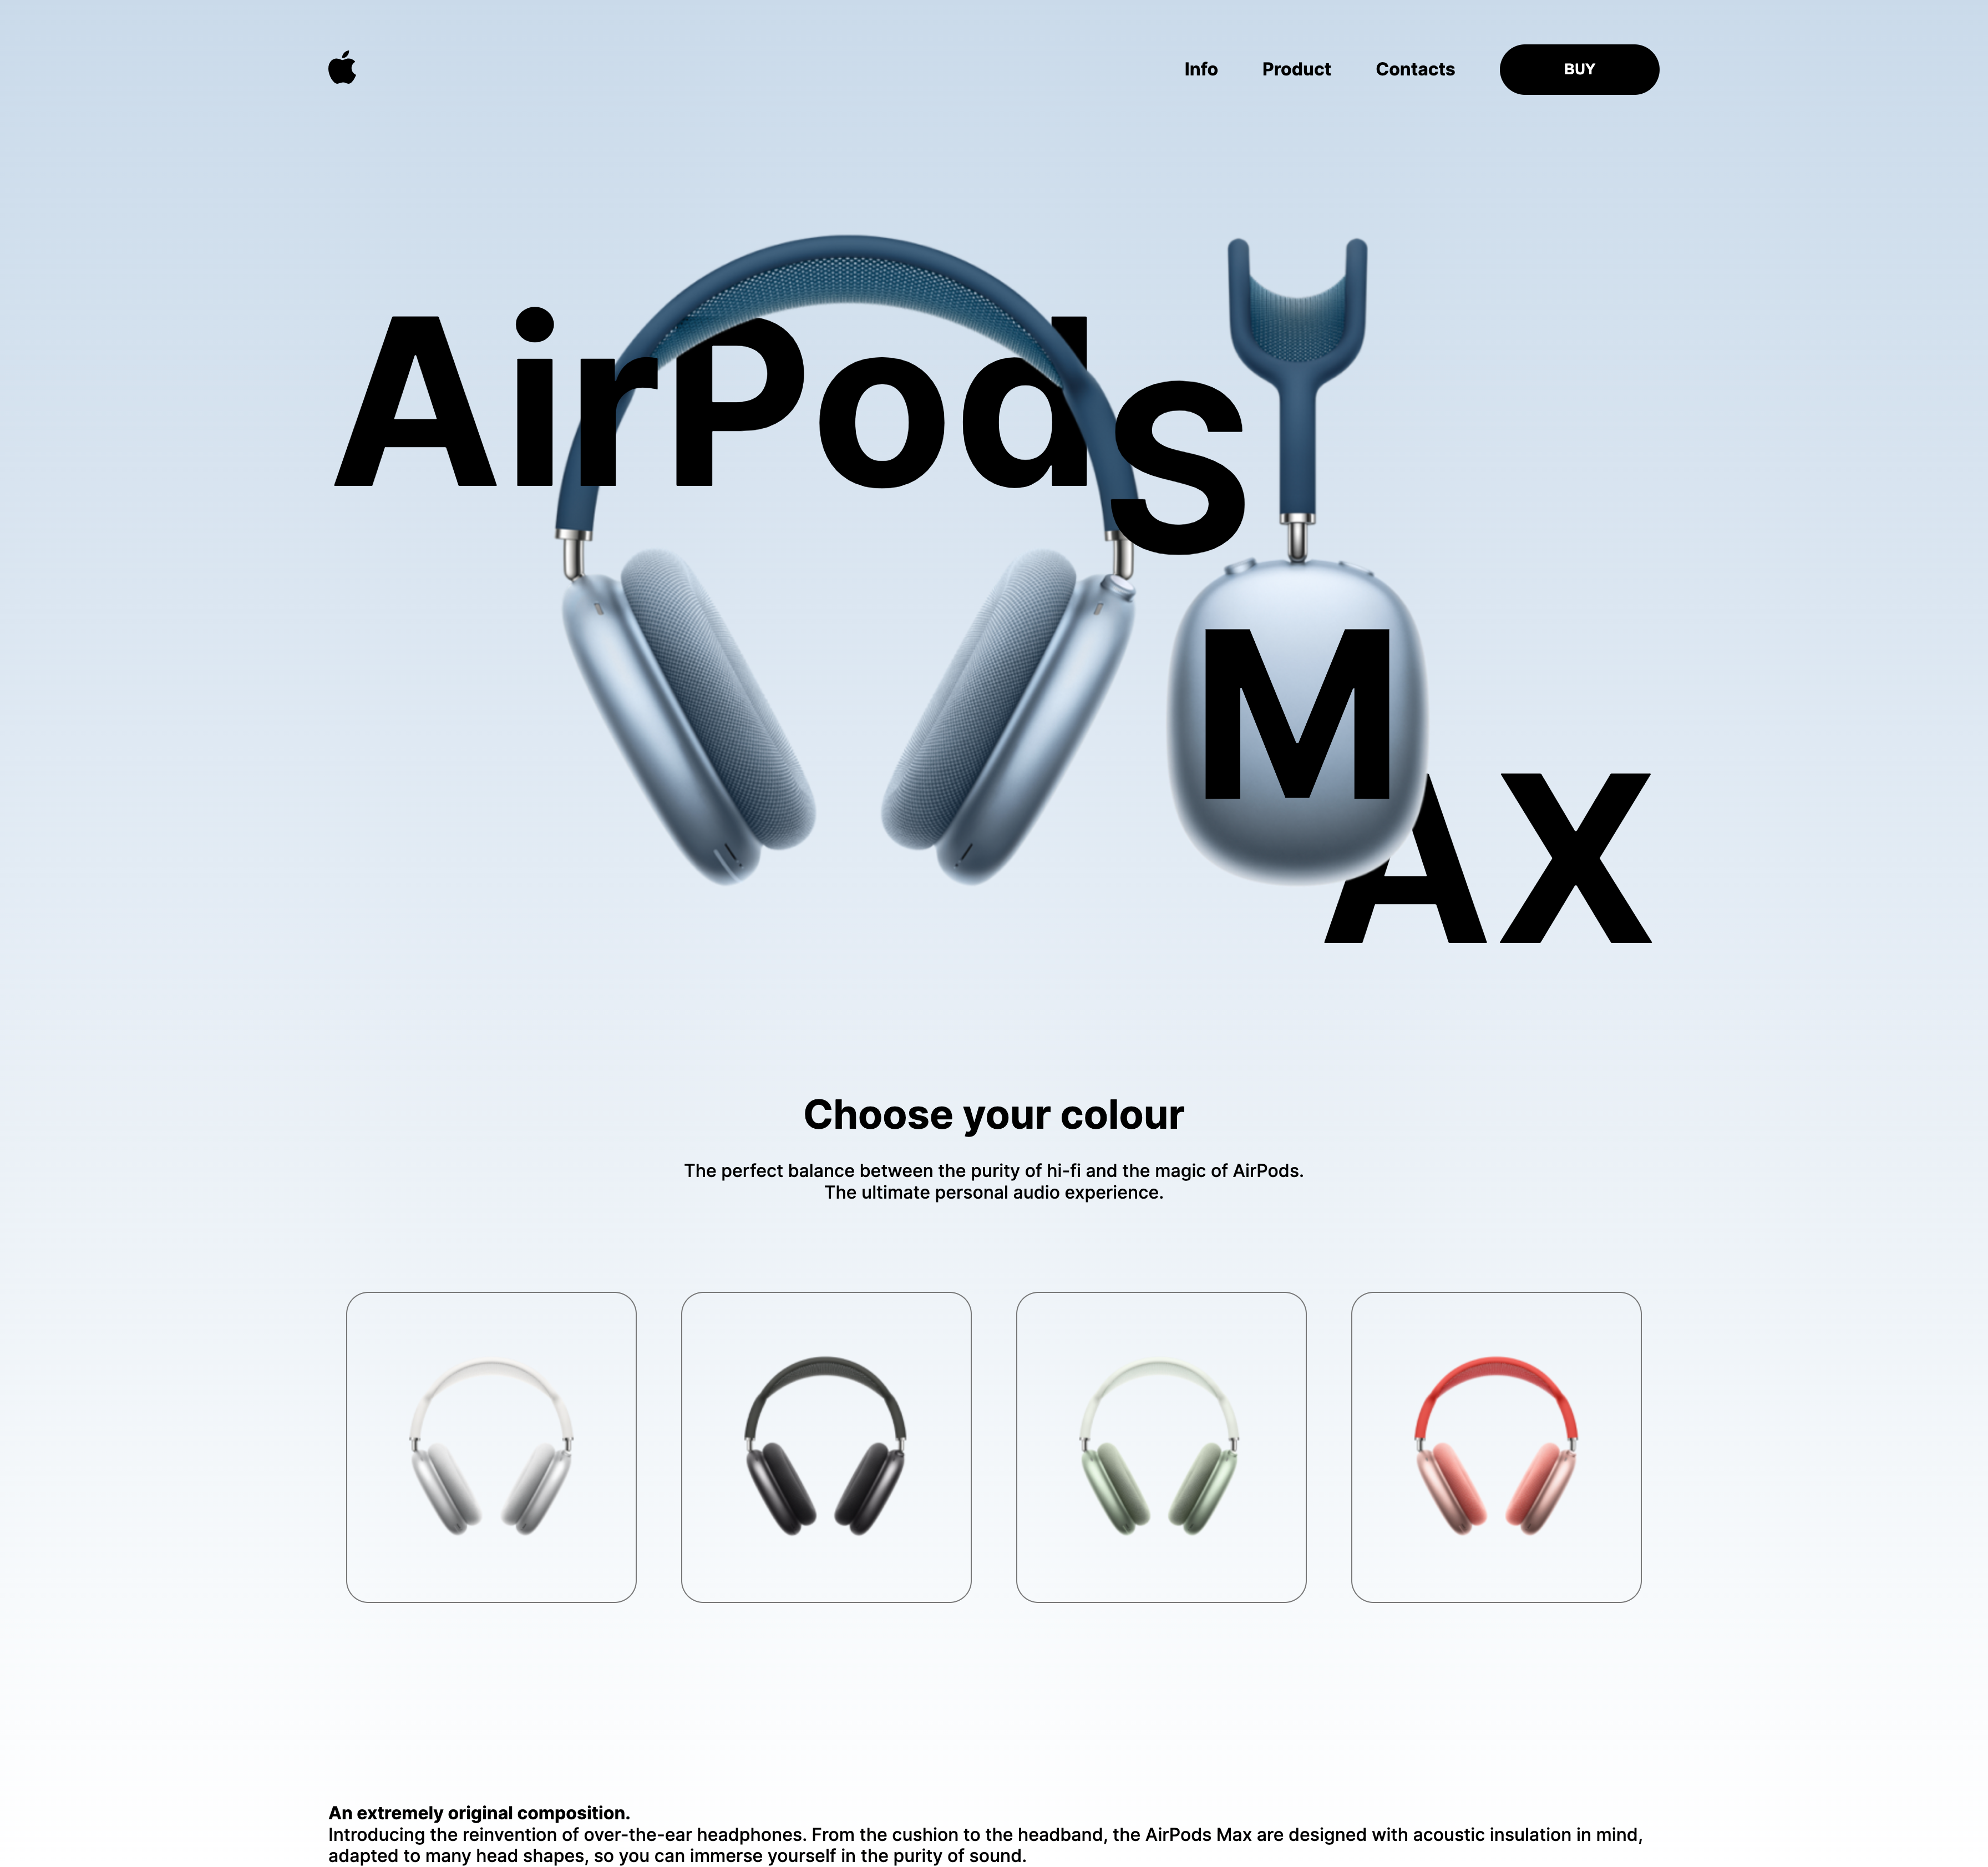 Info Product Contacts BUY
AirPods
MAX
Choose your colour
The perfect balance between the purity of hi-fi and the magic of AirPods.
The ultimate personal audio experience.
An extremely original composition.
Introducing the reinvention of over-the-ear headphones. From the cushion to the headband, the AirPods Max are designed with acoustic insulation in mind,
adapted to many head shapes, so you can immerse yourself in the purity of sound.